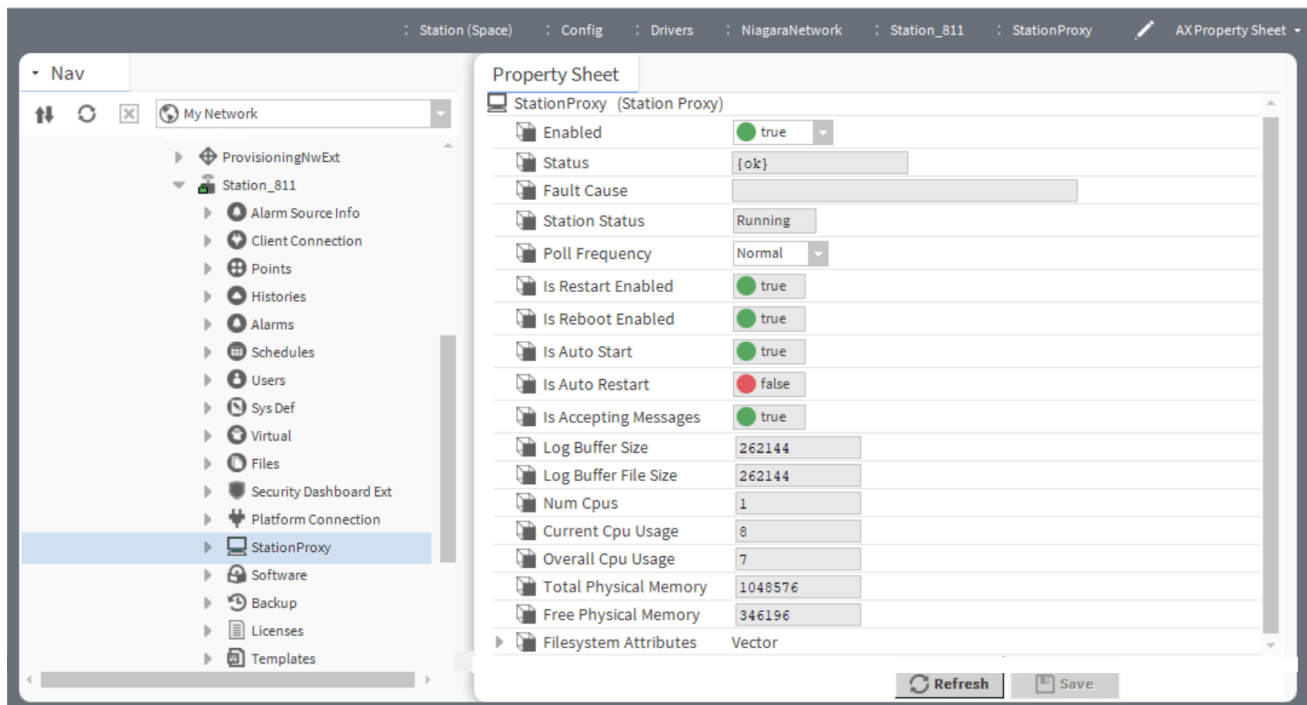 : Station (Space) : Config : Drivers : NiagaraNetwork : Station_811 : StationProxy AX Property Sheet
Nav
My Network
ProvisioningNwExt
Station_811
Alarm Source Info
Client Connection
Points
Histories
Alarms
Schedules
Users
Sys Def
Virtual
Files
Security Dashboard Ext
Platform Connection
StationProxy
Software
Backup
Licenses
Templates
Property Sheet
StationProxy (Station Proxy)
Enabled true
Status {ok}
Fault Cause
Station Status Running
Poll Frequency Normal
Is Restart Enabled true
Is Reboot Enabled true
Is Auto Start true
Is Auto Restart false
Is Accepting Messages true
Log Buffer Size 262144
Log Buffer File Size 262144
Num Cpus 1
Current Cpu Usage 8
Overall Cpu Usage 7
Total Physical Memory 1048576
Free Physical Memory 346196
Filesystem Attributes Vector
Refresh Save